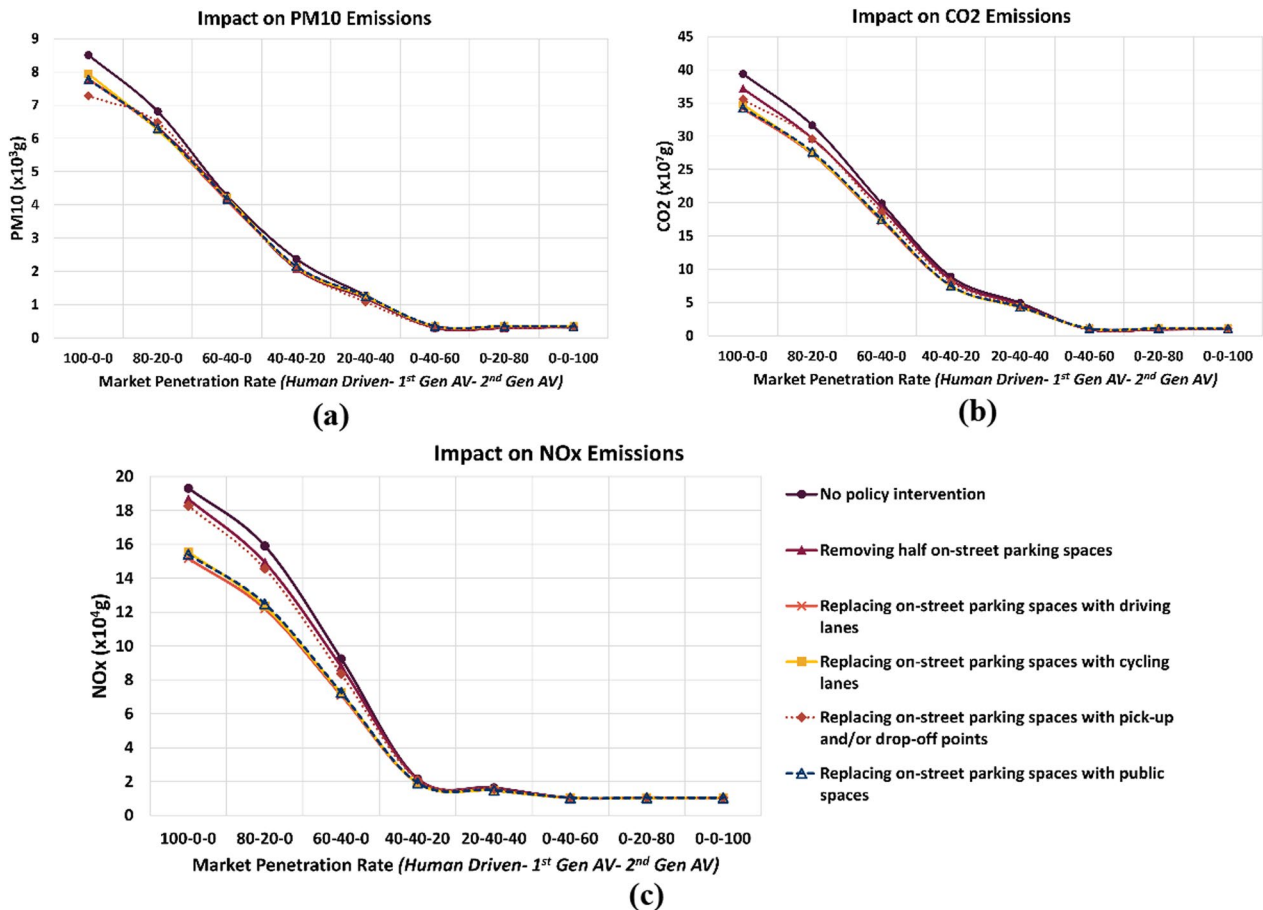 Impact on PM10 Emissions
9
8
7
6
5
4
3
2
1
0
PM10 (x10³g)
100-0-0 80-20-0 60-40-0 40-40-20 20-40-40 0-40-60 0-20-80 0-0-100
Market Penetration Rate (Human Driven- 1st Gen AV- 2nd Gen AV)
(a)
Impact on CO2 Emissions
45
40
35
30
25
20
15
10
5
0
CO2 (x10⁷g)
100-0-0 80-20-0 60-40-0 40-40-20 20-40-40 0-40-60 0-20-80 0-0-100
Market Penetration Rate (Human Driven- 1st Gen AV- 2nd Gen AV)
(b)
Impact on NOx Emissions
20
18
16
14
12
10
8
6
4
2
0
NOx (x10⁴g)
100-0-0 80-20-0 60-40-0 40-40-20 20-40-40 0-40-60 0-20-80 0-0-100
Market Penetration Rate (Human Driven- 1st Gen AV- 2nd Gen AV)
(c)
No policy intervention
Removing half on-street parking spaces
Replacing on-street parking spaces with driving
lanes
Replacing on-street parking spaces with cycling
lanes
Replacing on-street parking spaces with pick-up
and/or drop-off points
Replacing on-street parking spaces with public
spaces